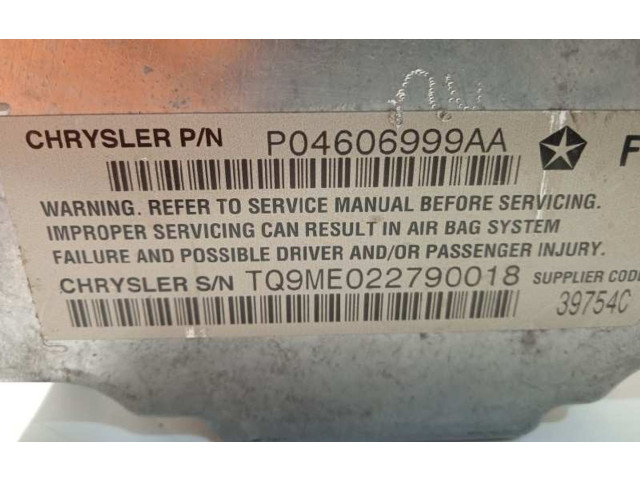 CHRYSLER P/N P04606999AA F
WARNING. REFER TO SERVICE MANUAL BEFORE SERVICING.
IMPROPER SERVICING CAN RESULT IN AIR BAG SYSTEM
FAILURE AND POSSIBLE DRIVER AND/OR PASSENGER INJURY.
CHRYSLER S/N TQ9ME022790018 SUPPLIER CODE
39754C